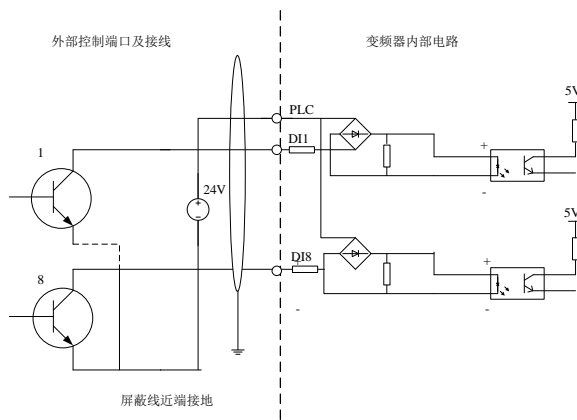 外部控制端口及接线
变频器内部电路
PLC
5V
1
DI1
+
24V
-
5V
8
DI8
+
+
-
-
屏蔽线近端接地